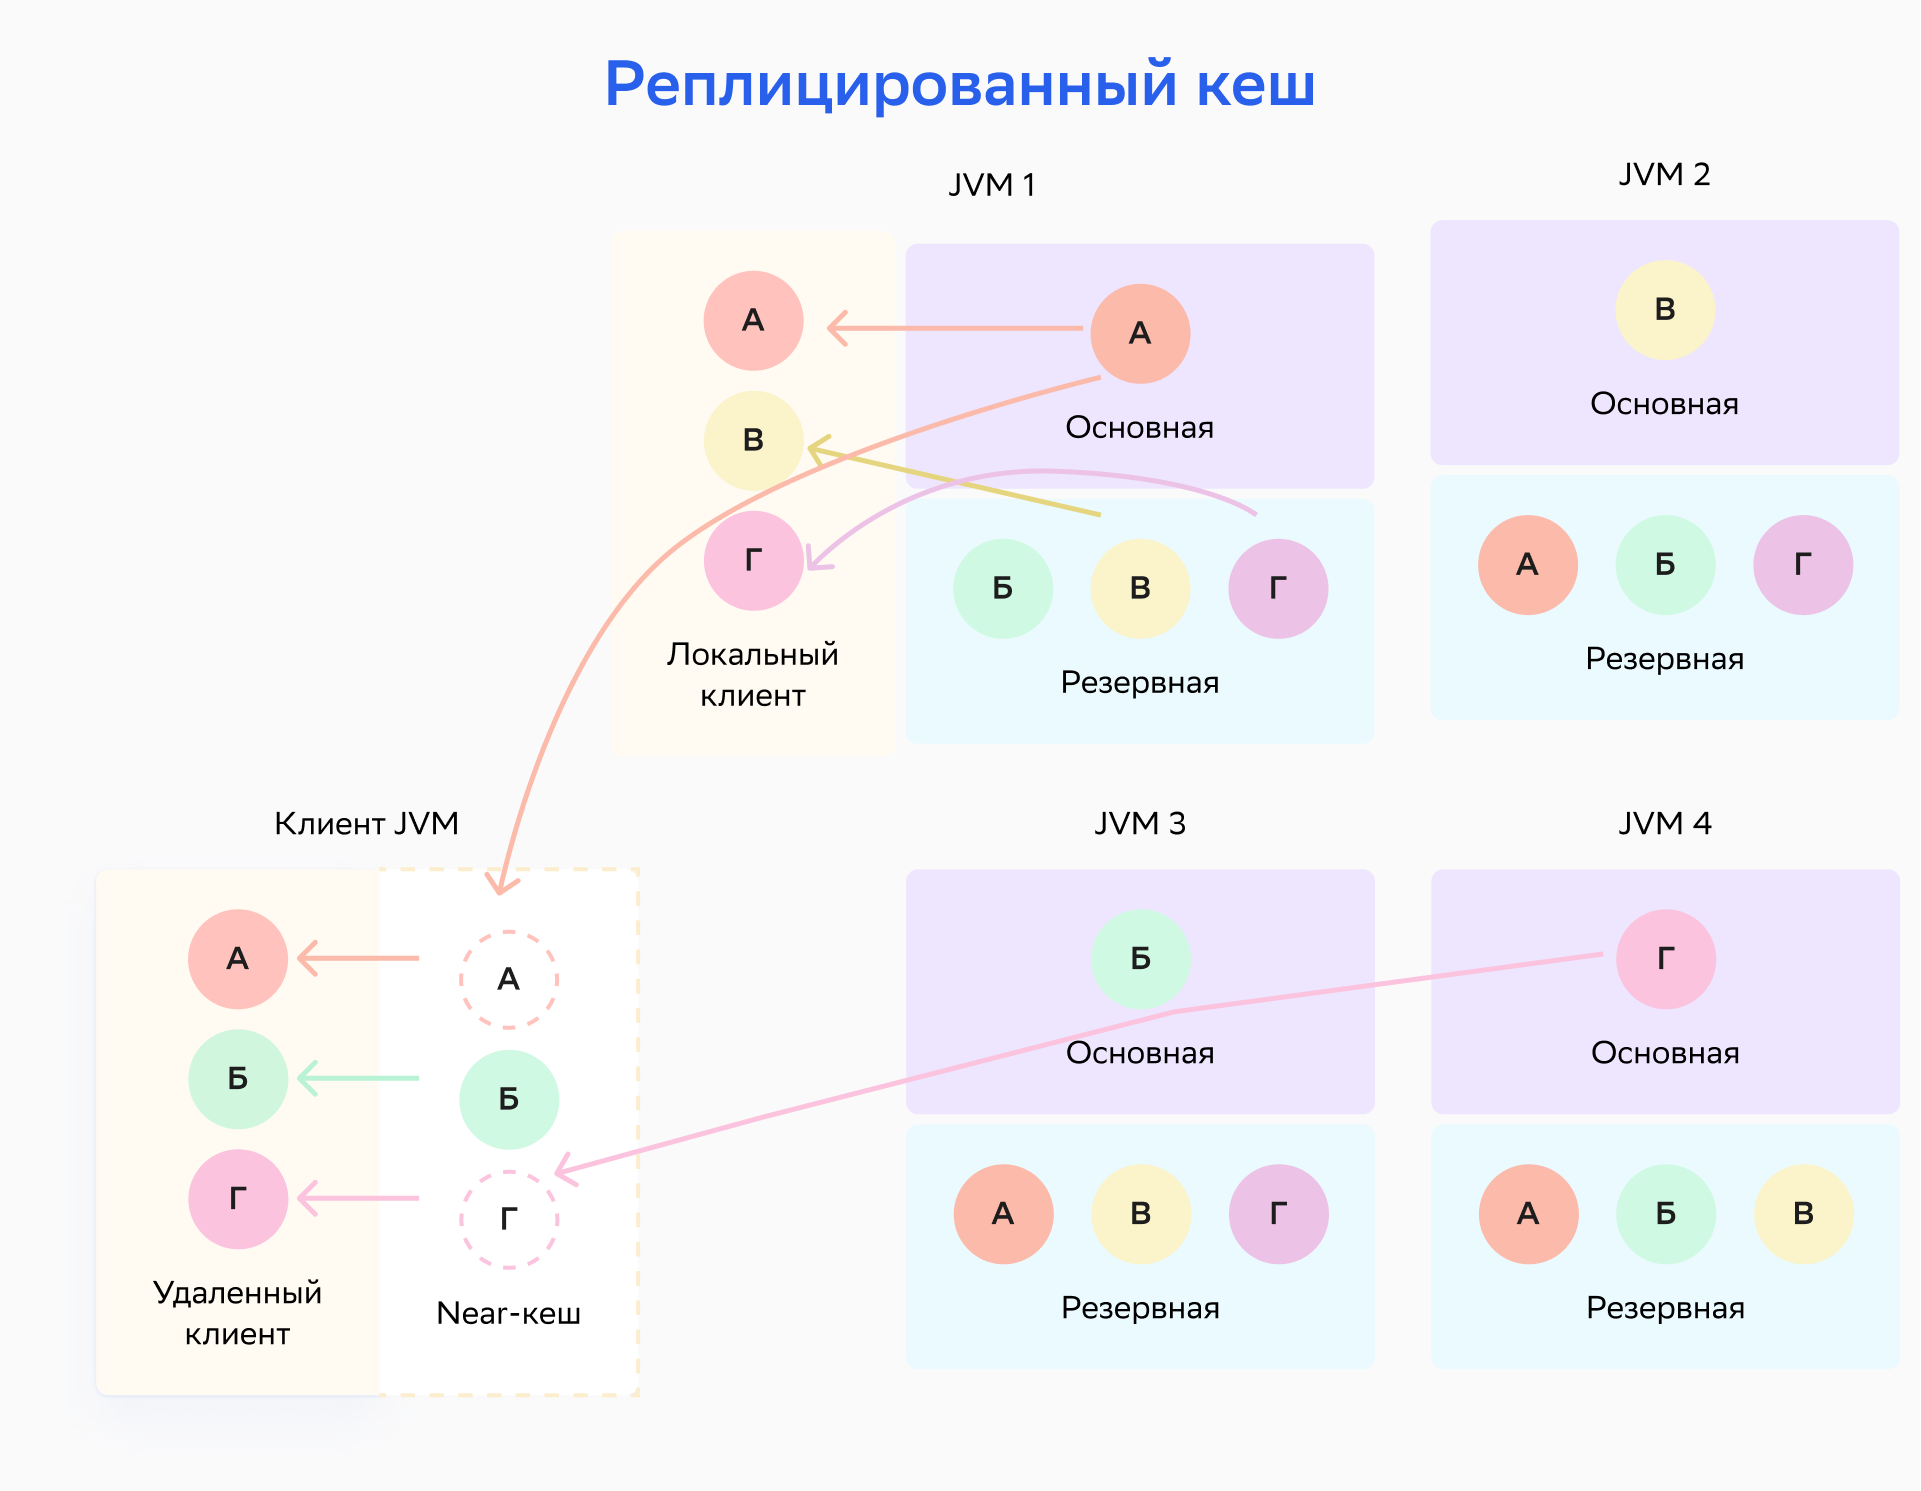 Реплицированный кеш
JVM 1
JVM 2
А
В
Г
Локальный
клиент
А
Основная
Б В Г
Резервная
В
Основная
А Б Г
Резервная
Клиент JVM
JVM 3
JVM 4
А
Б
Г
Удаленный
клиент
А
Б
Г
Near-кеш
Б
Основная
А В Г
Резервная
Г
Основная
А Б В
Резервная